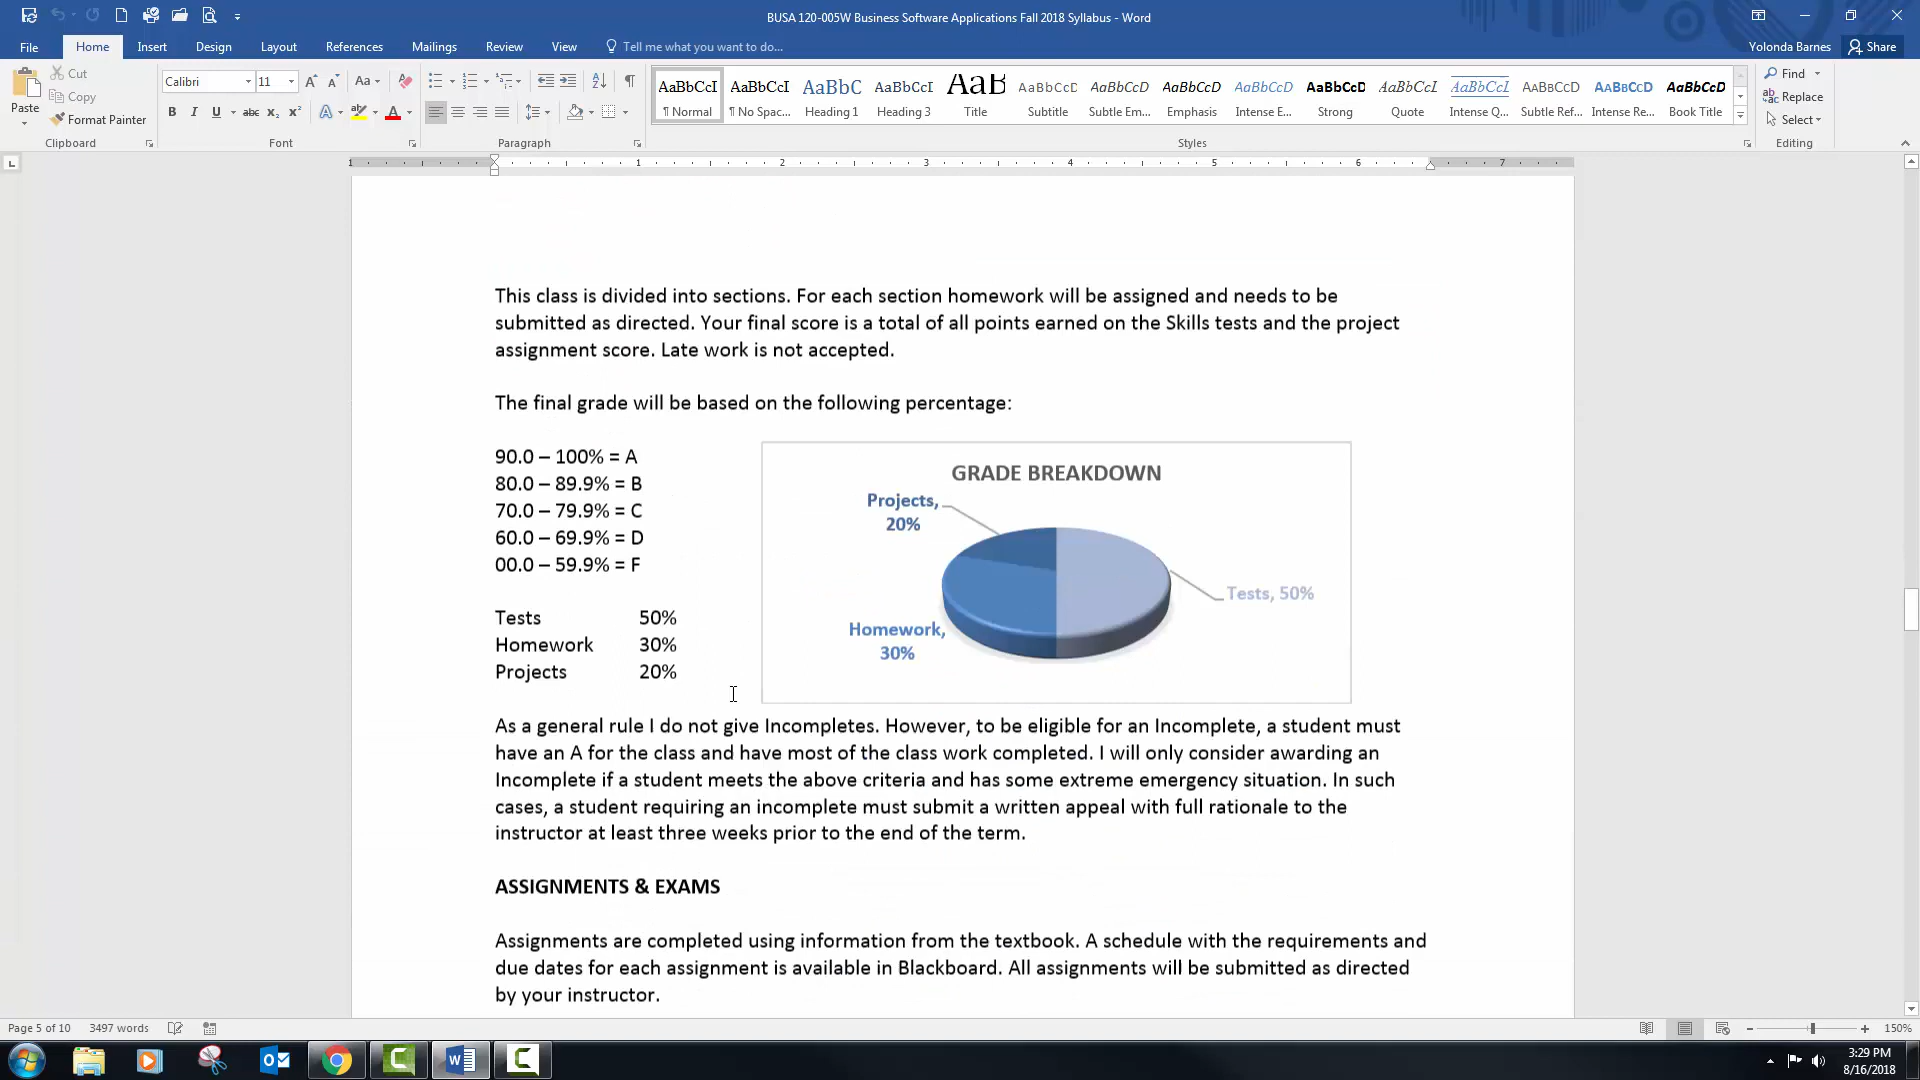 BUSA 120-005W Business Software Applications Fall 2018 Syllabus - Word
File Home Insert Design Layout References Mailings Review View Tell me what you want to do... Yolonda Barnes Share
Paste
Cut
Copy
Format Painter
Clipboard
Calibri 11
Aa
B I U abc x₂ x² A A
Font
Paragraph
AaBbCcI AaBbCcI AaBbC AaBbCcI AaB AaBbCcD AaBbCcD AaBbCcD AaBbCcD AaBbCcD AaBbCcI AaBbCcI AABBCCD AABBCCD AaBbCcD
¶ Normal ¶ No Spac... Heading 1 Heading 3 Title Subtitle Subtle Em... Emphasis Intense E... Strong Quote Intense Q... Subtle Ref... Intense Re... Book Title
Styles
Find
Replace
Select
Editing
1 1 2 3 4 5 6 7
This class is divided into sections. For each section homework will be assigned and needs to be
submitted as directed. Your final score is a total of all points earned on the Skills tests and the project
assignment score. Late work is not accepted.
The final grade will be based on the following percentage:
90.0 – 100% = A
80.0 – 89.9% = B
70.0 – 79.9% = C
60.0 – 69.9% = D
00.0 – 59.9% = F
Tests 50%
Homework 30%
Projects 20%
GRADE BREAKDOWN
Projects,
20%
Tests, 50%
Homework,
30%
As a general rule I do not give Incompletes. However, to be eligible for an Incomplete, a student must
have an A for the class and have most of the class work completed. I will only consider awarding an
Incomplete if a student meets the above criteria and has some extreme emergency situation. In such
cases, a student requiring an incomplete must submit a written appeal with full rationale to the
instructor at least three weeks prior to the end of the term.
ASSIGNMENTS & EXAMS
Assignments are completed using information from the textbook. A schedule with the requirements and
due dates for each assignment is available in Blackboard. All assignments will be submitted as directed
by your instructor.
Page 5 of 10 3497 words 150%
3:29 PM
8/16/2018